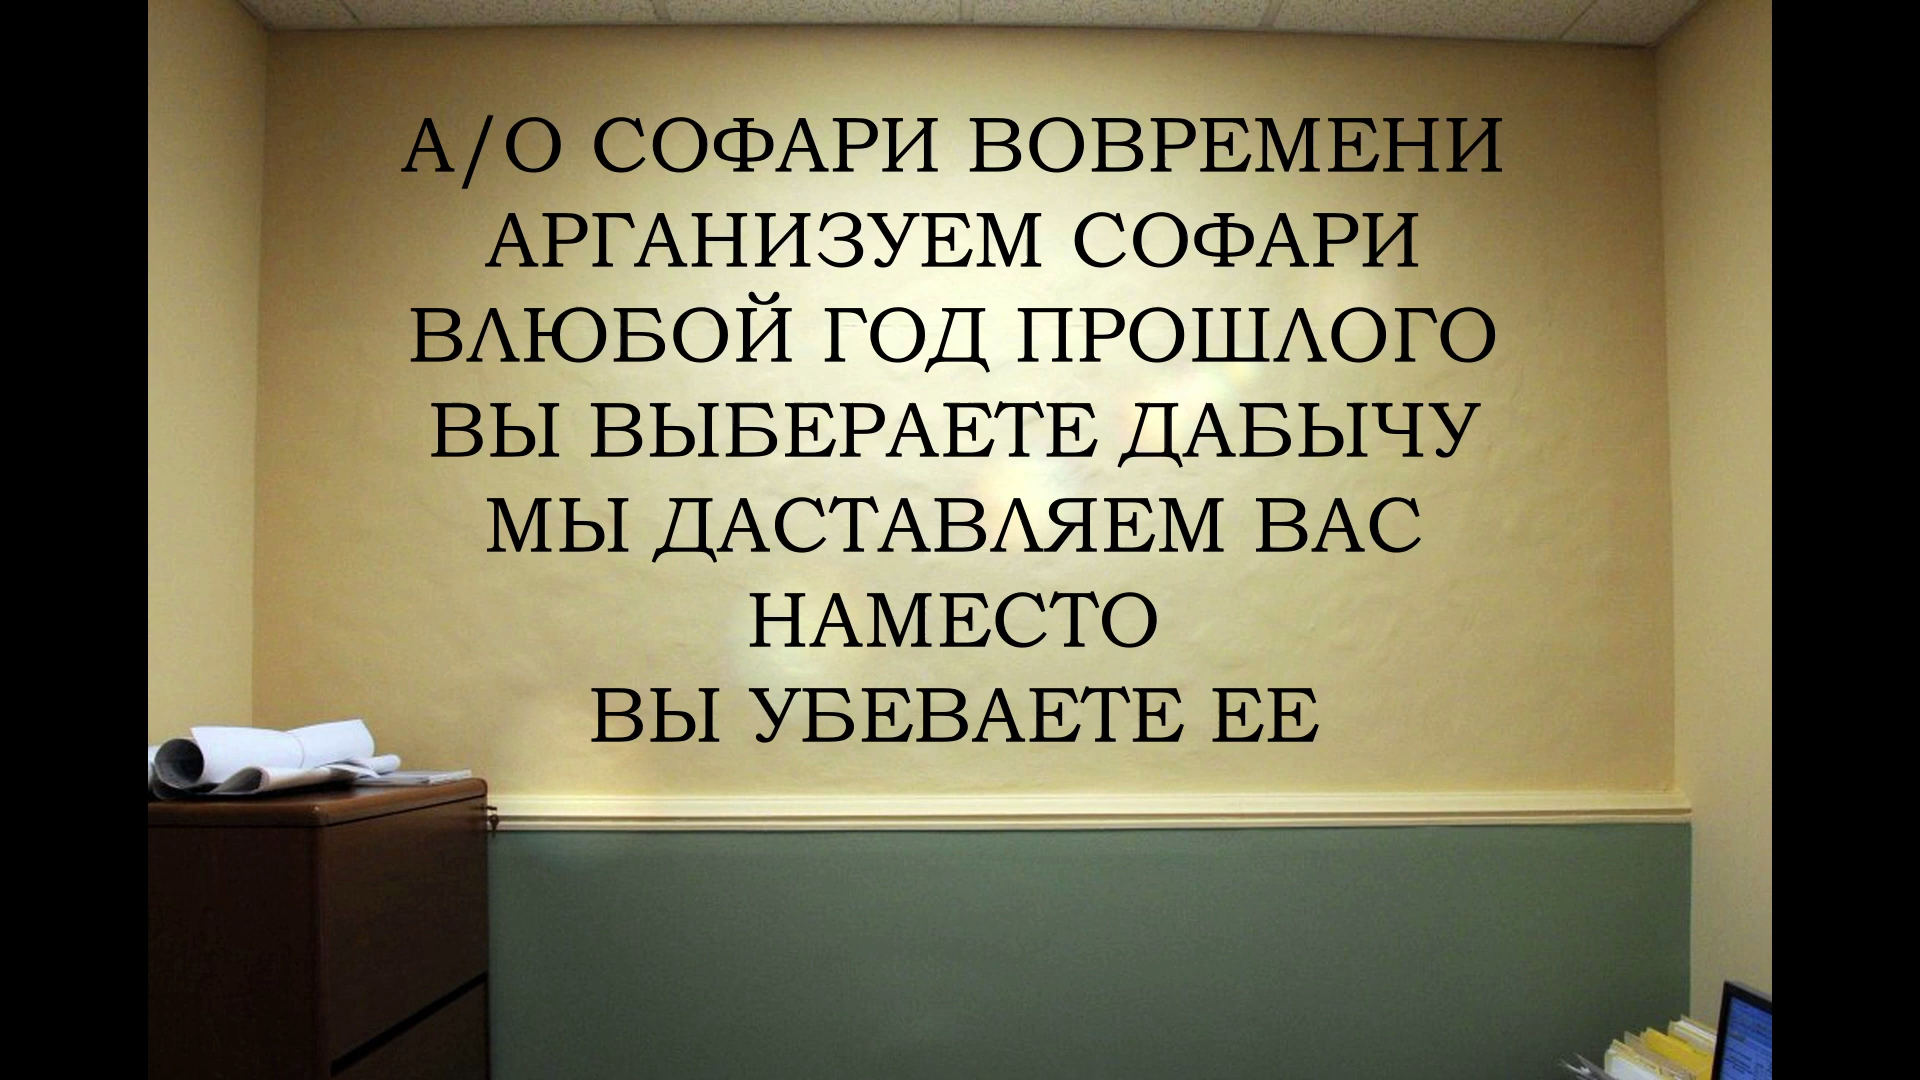 А/О СОФАРИ ВОВРЕМЕНИ
АРГАНИЗУЕМ СОФАРИ
ВЛЮБОЙ ГОД ПРОШЛОГО
ВЫ ВЫБЕРАЕТЕ ДАБЫЧУ
МЫ ДАСТАВЛЯЕМ ВАС
НАМЕСТО
ВЫ УБЕВАЕТЕ ЕЕ